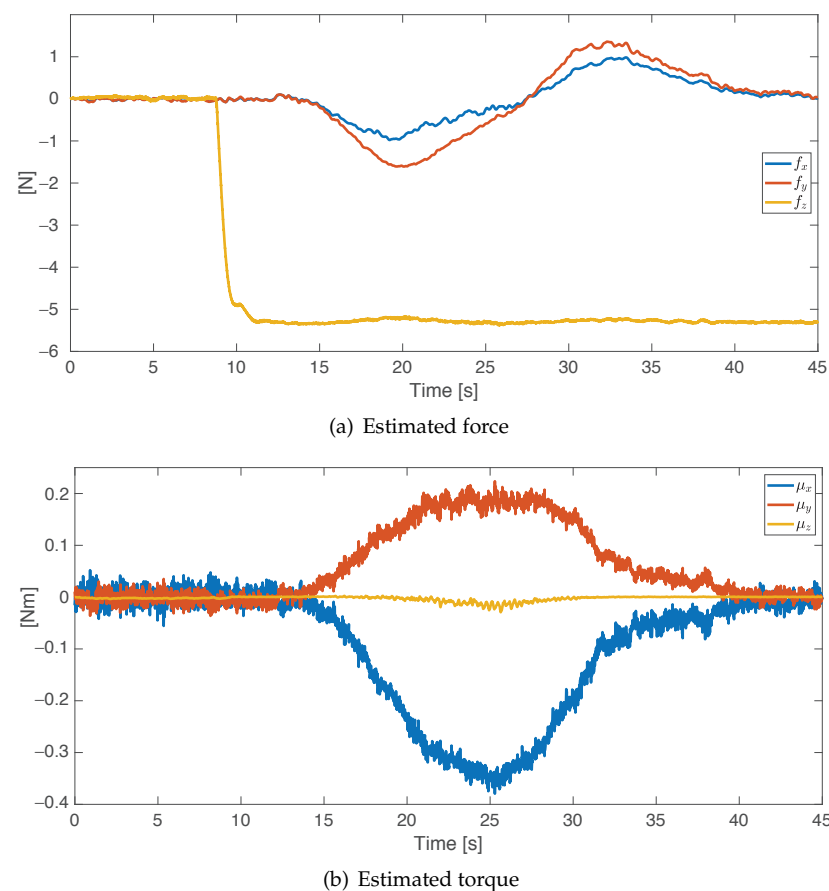 1
0
−1
−2
−3
−4
−5
−6
[N]
f_x
f_y
f_z
0 5 10 15 20 25 30 35 40 45
Time [s]
(a) Estimated force
0.2
0.1
0
−0.1
−0.2
−0.3
−0.4
[Nm]
μ_x
μ_y
μ_z
0 5 10 15 20 25 30 35 40 45
Time [s]
(b) Estimated torque